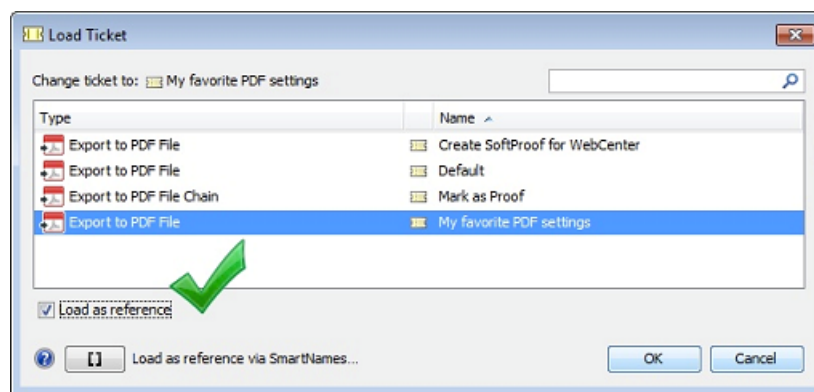 Load Ticket
Change ticket to: My favorite PDF settings
Type Name
Export to PDF File Create SoftProof for WebCenter
Export to PDF File Default
Export to PDF File Chain Mark as Proof
Export to PDF File My favorite PDF settings
Load as reference
[] Load as reference via SmartNames... OK Cancel